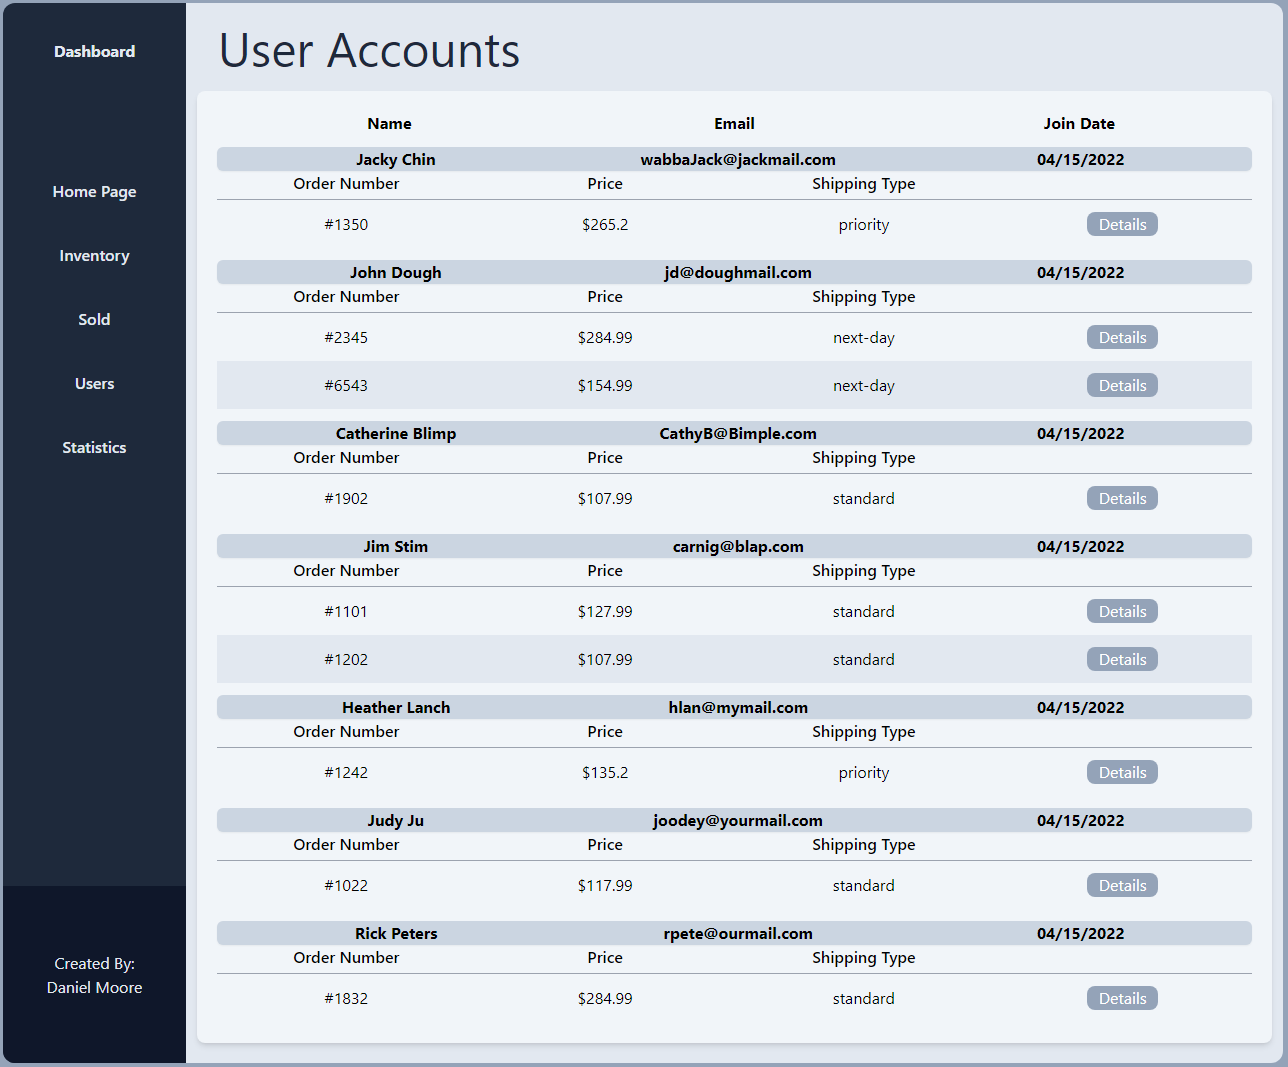 Dashboard
Home Page
Inventory
Sold
Users
Statistics
Created By:
Daniel Moore
User Accounts
Name Email Join Date
Jacky Chin wabbaJack@jackmail.com 04/15/2022
Order Number Price Shipping Type
#1350 $265.2 priority Details
John Dough jd@doughmail.com 04/15/2022
Order Number Price Shipping Type
#2345 $284.99 next-day Details
#6543 $154.99 next-day Details
Catherine Blimp CathyB@Bimple.com 04/15/2022
Order Number Price Shipping Type
#1902 $107.99 standard Details
Jim Stim carnig@blap.com 04/15/2022
Order Number Price Shipping Type
#1101 $127.99 standard Details
#1202 $107.99 standard Details
Heather Lanch hlan@mymail.com 04/15/2022
Order Number Price Shipping Type
#1242 $135.2 priority Details
Judy Ju joodey@yourmail.com 04/15/2022
Order Number Price Shipping Type
#1022 $117.99 standard Details
Rick Peters rpete@ourmail.com 04/15/2022
Order Number Price Shipping Type
#1832 $284.99 standard Details